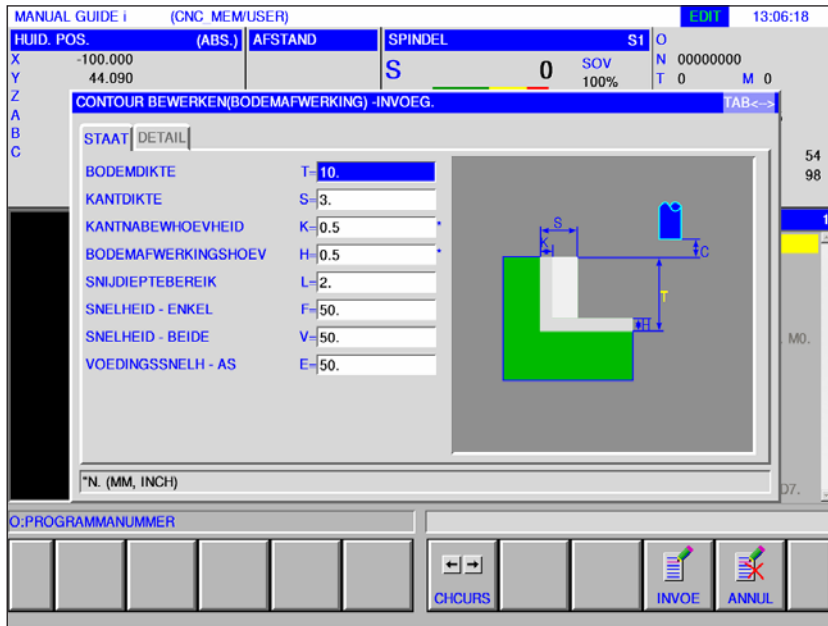 MANUAL GUIDE i (CNC_MEM/USER) EDIT 13:06:18
HUID. POS. (ABS.) AFSTAND SPINDEL S1 O
X -100.000 N 00000000
Y 44.090 S 0 SOV 100% T 0 M 0
Z
A
B
C
54
98
CONTOUR BEWERKEN(BODEMAFWERKING) -INVOEG. TAB<-->
STAAT DETAIL
BODEMDIKTE T=10.
KANTDIKTE S=3.
KANTNABEWHOEVHEID K=0.5 *
BODEMAFWERKINGSHOEV H=0.5 *
SNIJDIEPTEBEREIK L=2.
SNELHEID - ENKEL F=50.
SNELHEID - BEIDE V=50.
VOEDINGSSNELH - AS E=50.
S
K
C
T
H
1
M0.
D7.
"N. (MM, INCH)
O:PROGRAMMANUMMER
←→
CHCURS INVOE ANNUL